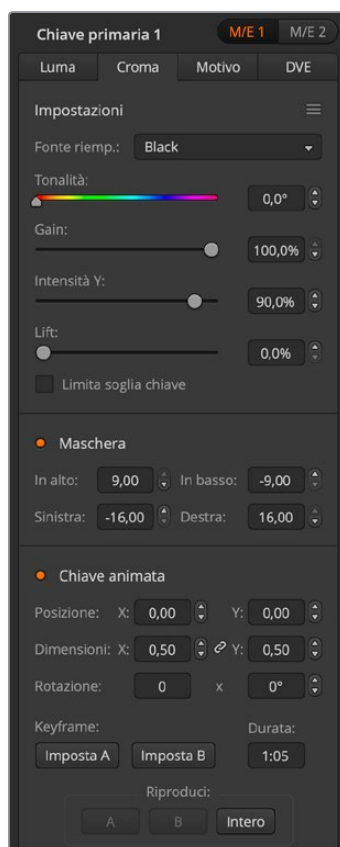 Chiave primaria 1 M/E 1 M/E 2
Luma Croma Motivo DVE
Impostazioni
Fonte riemp.: Black
Tonalità:
0,0°
Gain:
100,0%
Intensità Y:
90,0%
Lift:
0,0%
Limita soglia chiave
Maschera
In alto: 9,00 In basso: -9,00
Sinistra: -16,00 Destra: 16,00
Chiave animata
Posizione: X: 0,00 Y: 0,00
Dimensioni: X: 0,50 Y: 0,50
Rotazione: 0 x 0°
Keyframe: Durata:
Imposta A Imposta B 1:05
Riproduci:
A B Intero